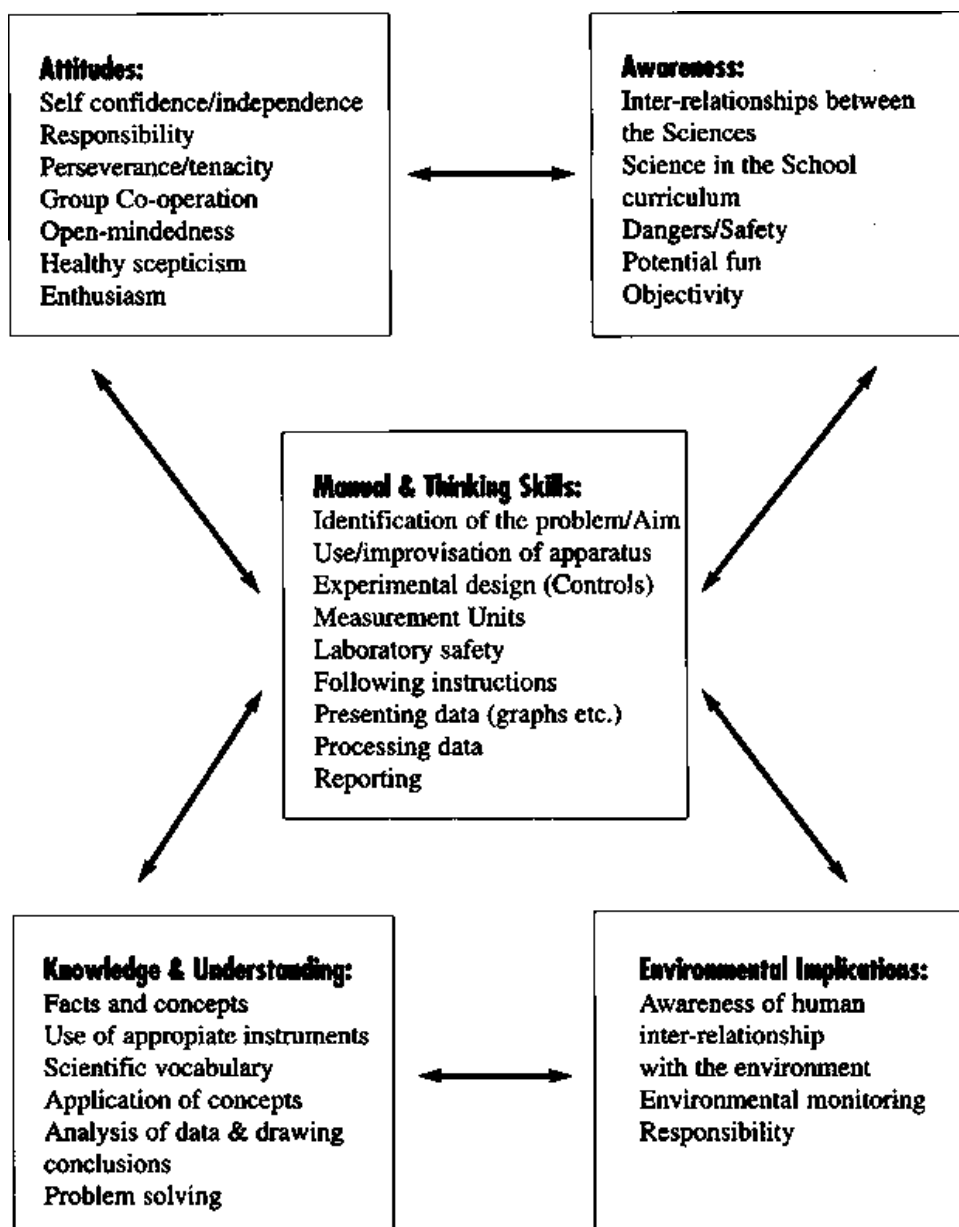 Attitudes:
Self confidence/independence
Responsibility
Perseverance/tenacity
Group Co-operation
Open-mindedness
Healthy scepticism
Enthusiasm
Awareness:
Inter-relationships between
the Sciences
Science in the School
curriculum
Dangers/Safety
Potential fun
Objectivity
Manual & Thinking Skills:
Identification of the problem/Aim
Use/improvisation of apparatus
Experimental design (Controls)
Measurement Units
Laboratory safety
Following instructions
Presenting data (graphs etc.)
Processing data
Reporting
Knowledge & Understanding:
Facts and concepts
Use of appropiate instruments
Scientific vocabulary
Application of concepts
Analysis of data & drawing
conclusions
Problem solving
Environmental Implications:
Awareness of human
inter-relationship
with the environment
Environmental monitoring
Responsibility